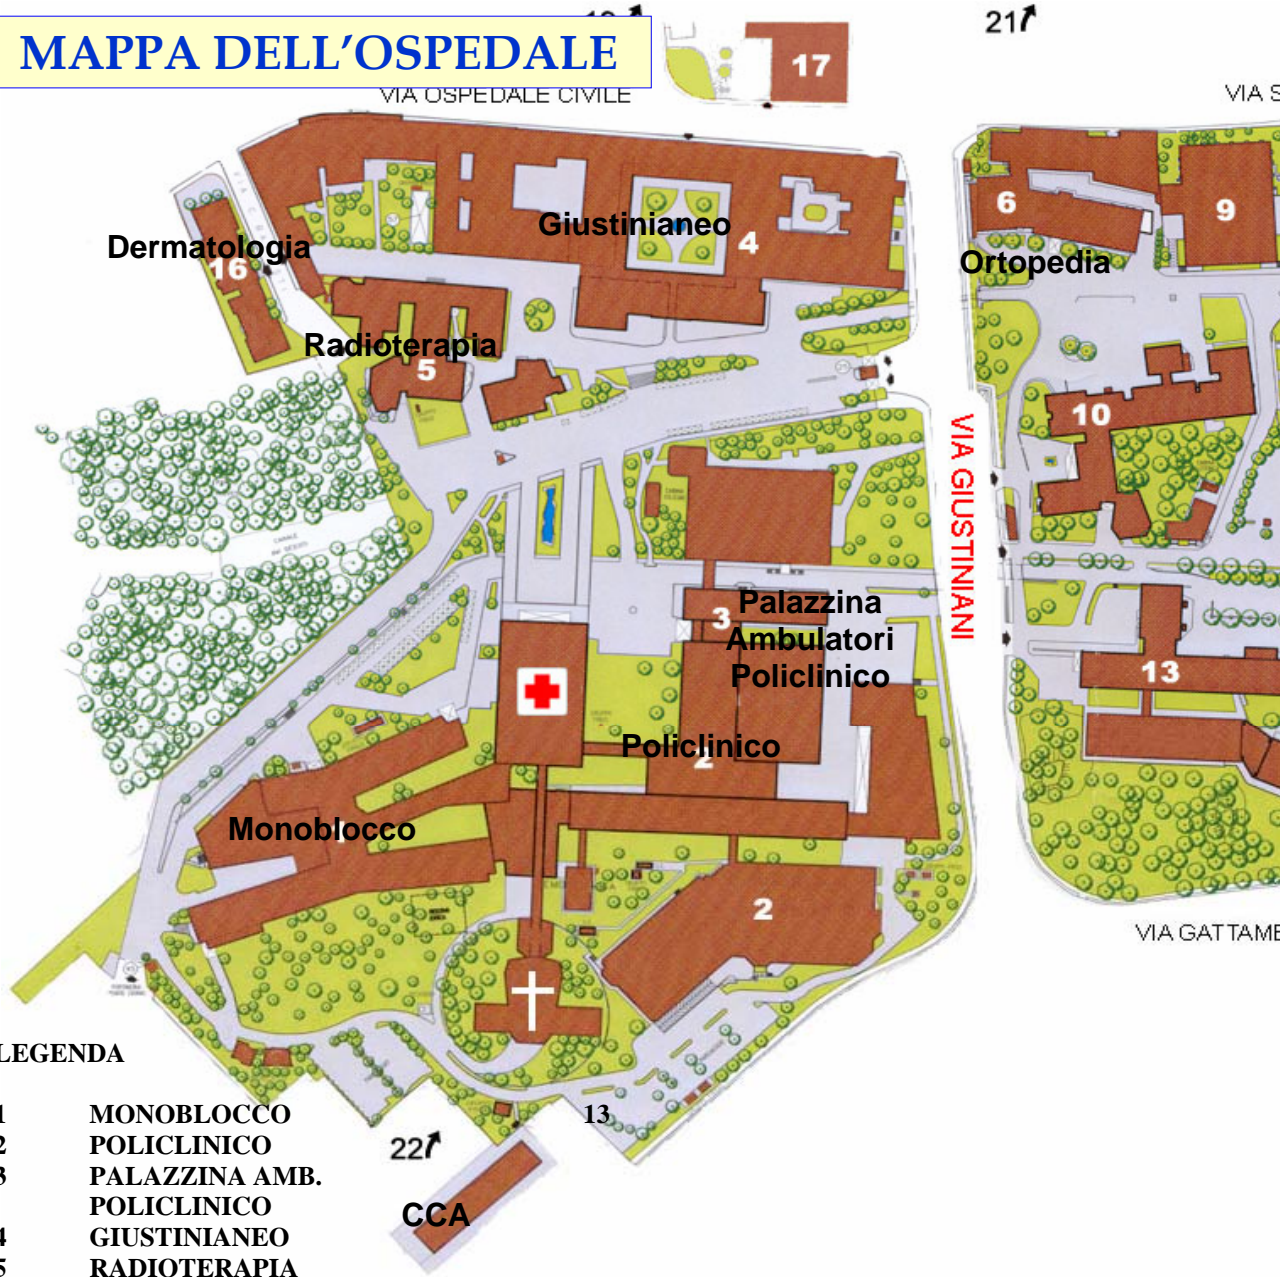 MAPPA DELL'OSPEDALE
21
17
VIA OSPEDALE CIVILE
VIA S
6
9
Giustinianeo
4
Dermatologia
16
Ortopedia
Radioterapia
5
10
VIA GIUSTINIANI
3
Palazzina
Ambulatori
Policlinico
13
Policlinico
2
Monoblocco
2
VIA GATTAME
LEGENDA
1 MONOBLOCCO
13
2 POLICLINICO
3 PALAZZINA AMB.
POLICLINICO
4 GIUSTINIANEO
5 RADIOTERAPIA
22
CCA